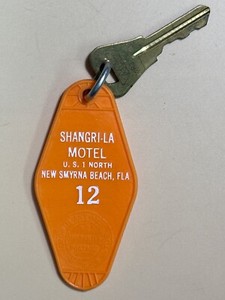 SHANGRI-LA
MOTEL
U. S. 1 NORTH
NEW SMYRNA BEACH, FLA
12